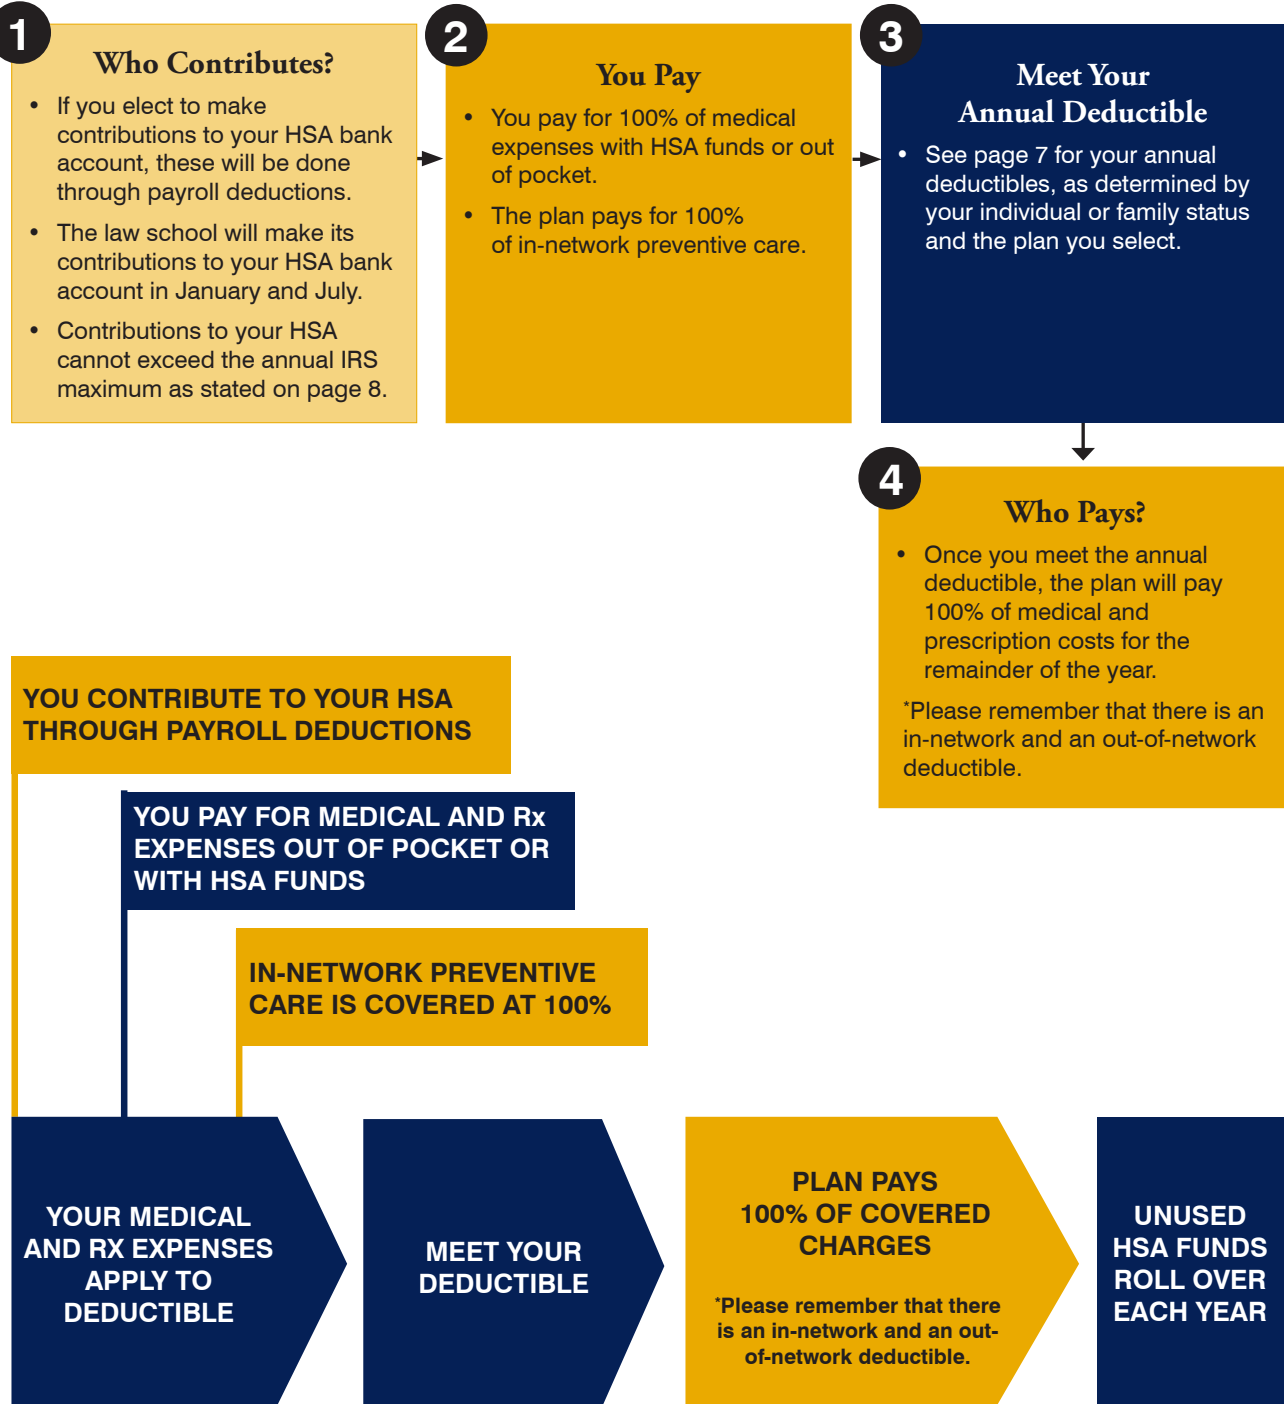 1
Who Contributes?
• If you elect to make
contributions to your HSA bank
account, these will be done
through payroll deductions.
• The law school will make its
contributions to your HSA bank
account in January and July.
• Contributions to your HSA
cannot exceed the annual IRS
maximum as stated on page 8.
2
You Pay
• You pay for 100% of medical
expenses with HSA funds or out
of pocket.
• The plan pays for 100%
of in-network preventive care.
3
Meet Your
Annual Deductible
• See page 7 for your annual
deductibles, as determined by
your individual or family status
and the plan you select.
4
Who Pays?
• Once you meet the annual
deductible, the plan will pay
100% of medical and
prescription costs for the
remainder of the year.
*Please remember that there is an
in-network and an out-of-network
deductible.
YOU CONTRIBUTE TO YOUR HSA
THROUGH PAYROLL DEDUCTIONS
YOU PAY FOR MEDICAL AND Rx
EXPENSES OUT OF POCKET OR
WITH HSA FUNDS
IN-NETWORK PREVENTIVE
CARE IS COVERED AT 100%
YOUR MEDICAL
AND RX EXPENSES
APPLY TO
DEDUCTIBLE
MEET YOUR
DEDUCTIBLE
PLAN PAYS
100% OF COVERED
CHARGES
*Please remember that there
is an in-network and an out-
of-network deductible.
UNUSED
HSA FUNDS
ROLL OVER
EACH YEAR